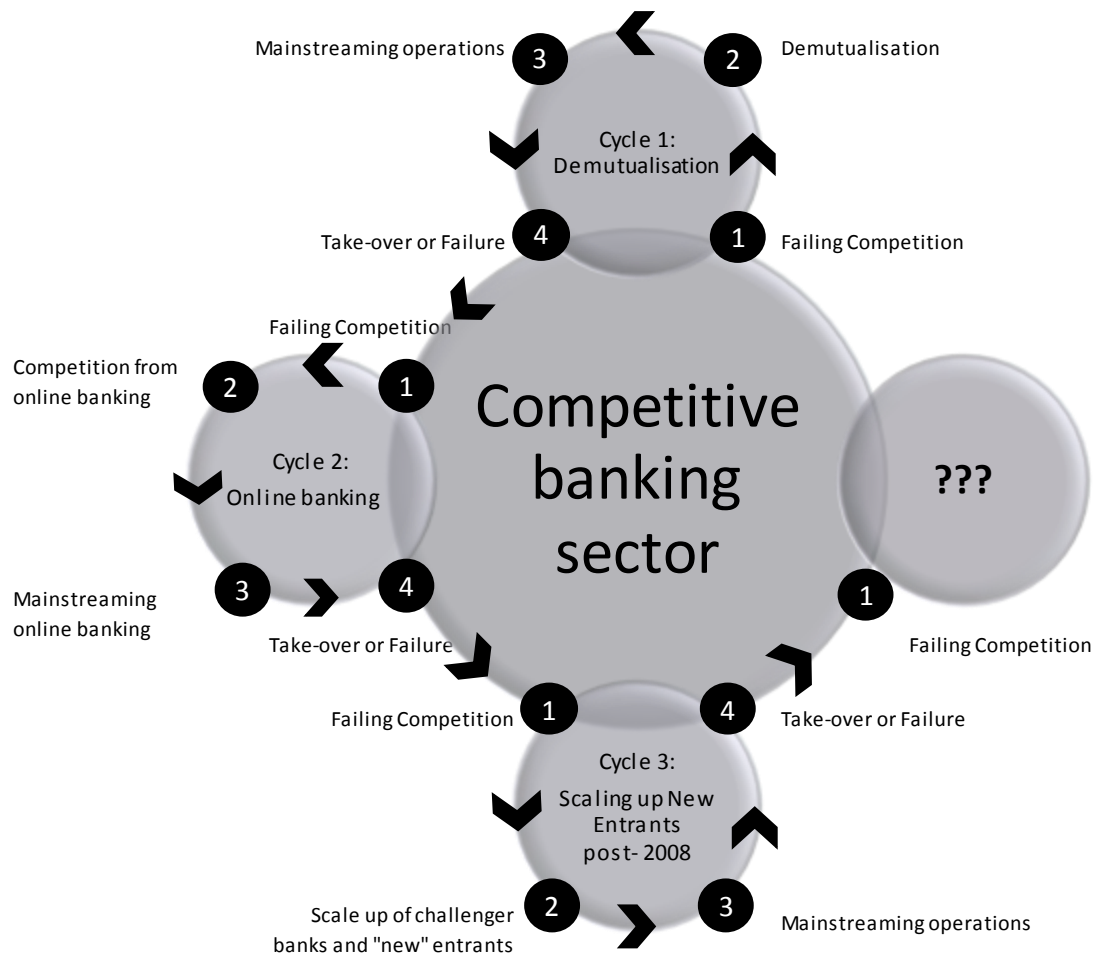 Mainstreaming operations
3
2
Demutualisation
Cycle 1:
Demutualisation
Take-over or Failure
4
1
Failing Competition
Failing Competition
Competition from
online banking
2
1
Cycle 2:
Online banking
Competitive
banking
sector
???
3
4
1
Mainstreaming
online banking
Take-over or Failure
Failing Competition
Failing Competition
1
4
Take-over or Failure
Cycle 3:
Scaling up New
Entrants
post- 2008
Scale up of challenger
banks and "new" entrants
2
3
Mainstreaming operations